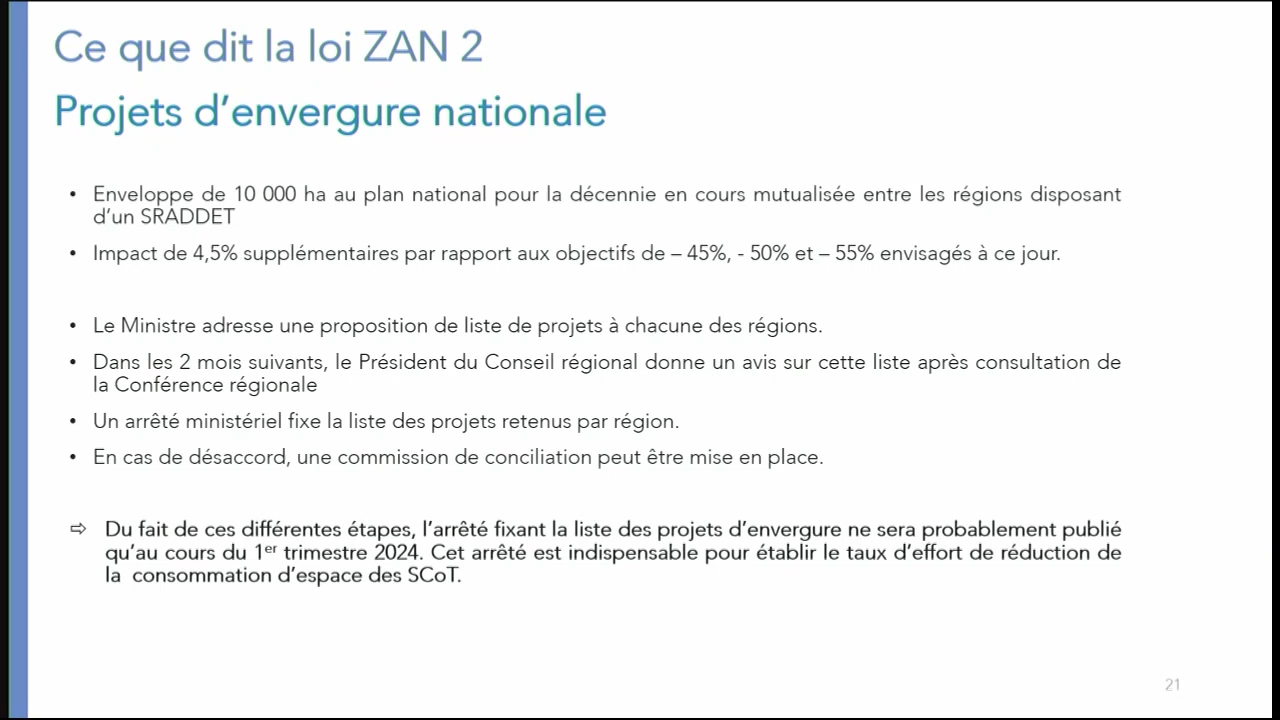 Ce que dit la loi ZAN 2
Projets d’envergure nationale
• Enveloppe de 10 000 ha au plan national pour la décennie en cours mutualisée entre les régions disposant
d’un SRADDET
• Impact de 4,5% supplémentaires par rapport aux objectifs de – 45%, - 50% et – 55% envisagés à ce jour.
• Le Ministre adresse une proposition de liste de projets à chacune des régions.
• Dans les 2 mois suivants, le Président du Conseil régional donne un avis sur cette liste après consultation de
la Conférence régionale
• Un arrêté ministériel fixe la liste des projets retenus par région.
• En cas de désaccord, une commission de conciliation peut être mise en place.
⇨ Du fait de ces différentes étapes, l’arrêté fixant la liste des projets d’envergure ne sera probablement publié
qu’au cours du 1er trimestre 2024. Cet arrêté est indispensable pour établir le taux d’effort de réduction de
la consommation d’espace des SCoT.
21